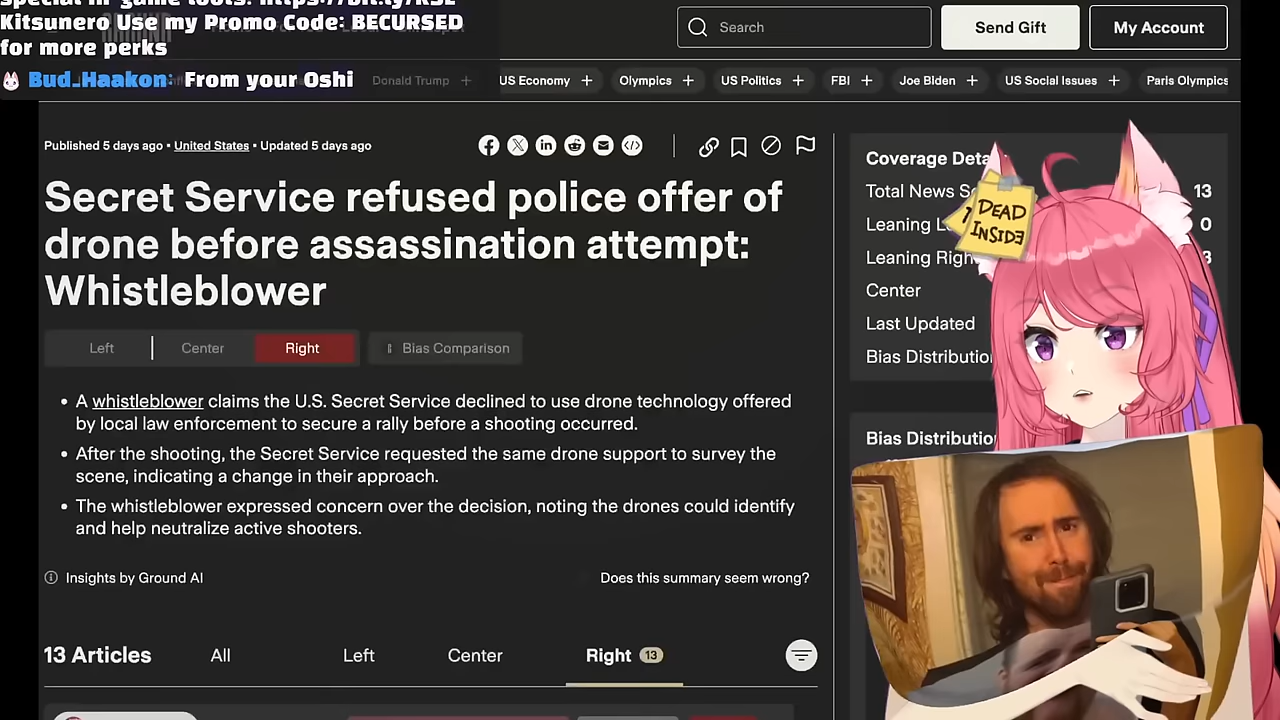 Kitsunero Use my Promo Code: BECURSED
for more perks
Bud_Haakon: From your Oshi
Search
Send Gift
My Account
Donald Trump +
US Economy +
Olympics +
US Politics +
FBI +
Joe Biden +
US Social Issues +
Paris Olympics
Published 5 days ago • United States • Updated 5 days ago
Secret Service refused police offer of
drone before assassination attempt:
Whistleblower
Left
Center
Right
Bias Comparison
• A whistleblower claims the U.S. Secret Service declined to use drone technology offered
by local law enforcement to secure a rally before a shooting occurred.
• After the shooting, the Secret Service requested the same drone support to survey the
scene, indicating a change in their approach.
• The whistleblower expressed concern over the decision, noting the drones could identify
and help neutralize active shooters.
Insights by Ground AI
Does this summary seem wrong?
13 Articles
All
Left
Center
Right 13
Coverage
Total News
13
Leaning
0
Leaning
Center
Last Updated
Bias
Bias
DEAD
INSIDE